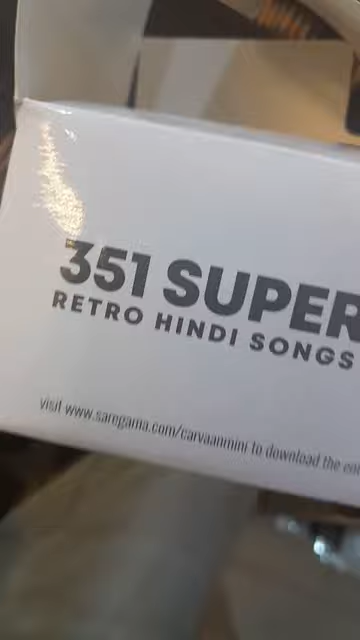 351 SUPER
RETRO HINDI SONGS
visit www.saregama.com/carvaanmini to download the